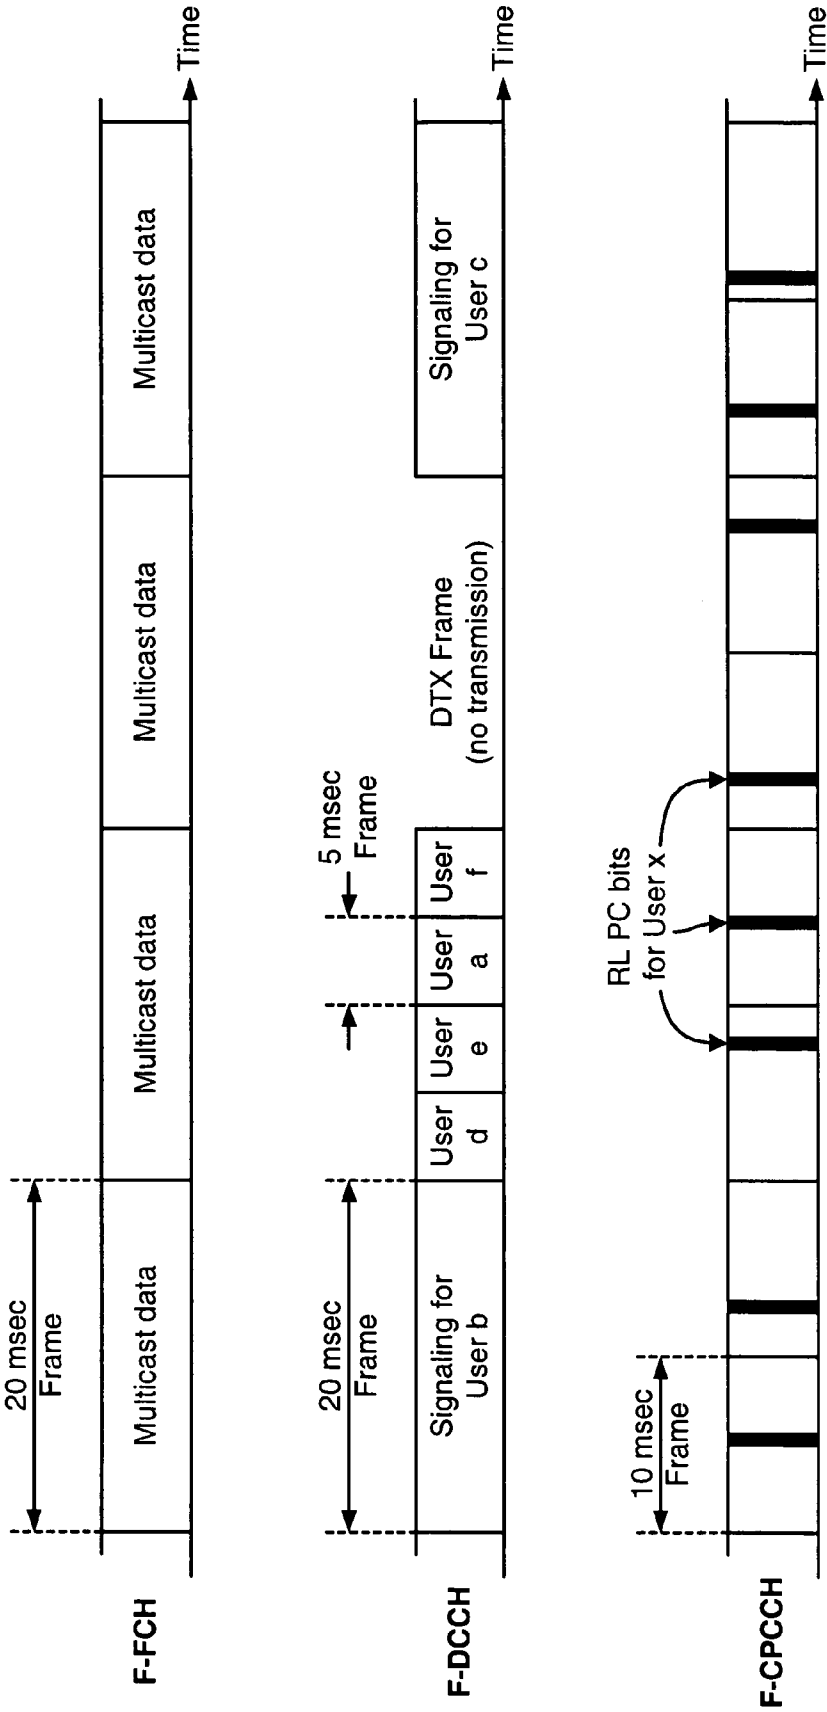 20 msec
Frame
F-FCH
Multicast data
Multicast data
Multicast data
Multicast data
Time
20 msec
Frame
5 msec
Frame
F-DCCH
Signaling for
User b
User
d
User
e
User
a
User
f
DTX Frame
(no transmission)
Signaling for
User c
Time
10 msec
Frame
RL PC bits
for User x
F-CPCCH
Time